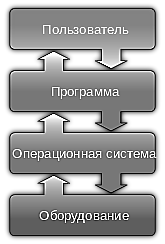 Пользователь
Программа
Операционная система
Оборудование